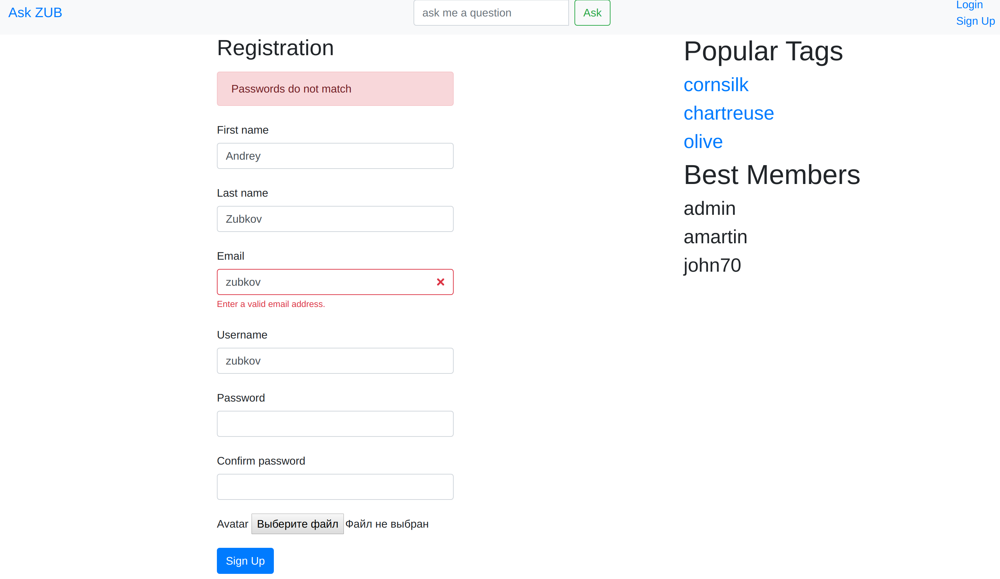 Ask ZUB
ask me a question
Ask
Login
Sign Up
Registration
Passwords do not match
First name
Andrey
Last name
Zubkov
Email
zubkov
Enter a valid email address.
Username
zubkov
Password
Confirm password
Avatar Выберите файл Файл не выбран
Sign Up
Popular Tags
cornsilk
chartreuse
olive
Best Members
admin
amartin
john70